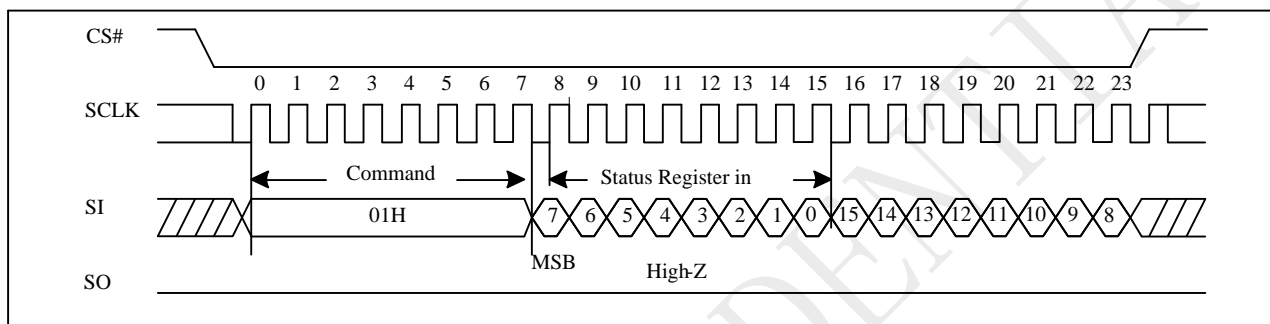 CS#
0 1 2 3 4 5 6 7 8 9 10 11 12 13 14 15 16 17 18 19 20 21 22 23
SCLK
Command Status Register in
SI 01H 7 6 5 4 3 2 1 0 15 14 13 12 11 10 9 8
MSB High-Z
SO
DENTIA